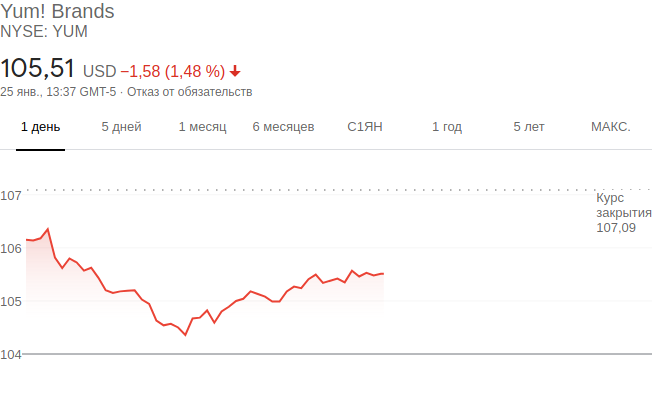 Yum! Brands
NYSE: YUM
105,51 USD −1,58 (1,48 %)
25 янв., 13:37 GMT-5 · Отказ от обязательств
1 день 5 дней 1 месяц 6 месяцев С1ЯН 1 год 5 лет МАКС.
107
Курс
закрытия
107,09
106
105
104